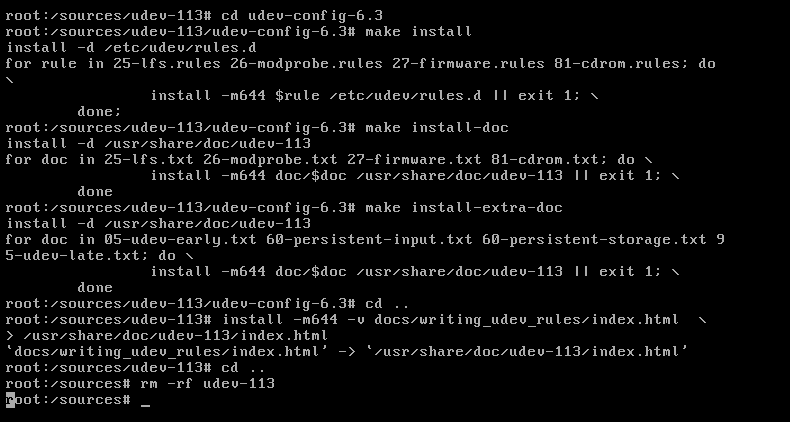 root:/sources/udev-113# cd udev-config-6.3
root:/sources/udev-113/udev-config-6.3# make install
install -d /etc/udev/rules.d
for rule in 25-lfs.rules 26-modprobe.rules 27-firmware.rules 81-cdrom.rules; do
\
                install -m644 $rule /etc/udev/rules.d || exit 1; \
        done;
root:/sources/udev-113/udev-config-6.3# make install-doc
install -d /usr/share/doc/udev-113
for doc in 25-lfs.txt 26-modprobe.txt 27-firmware.txt 81-cdrom.txt; do \
                install -m644 doc/$doc /usr/share/doc/udev-113 || exit 1; \
        done
root:/sources/udev-113/udev-config-6.3# make install-extra-doc
install -d /usr/share/doc/udev-113
for doc in 05-udev-early.txt 60-persistent-input.txt 60-persistent-storage.txt 9
5-udev-late.txt; do \
                install -m644 doc/$doc /usr/share/doc/udev-113 || exit 1; \
        done
root:/sources/udev-113/udev-config-6.3# cd ..
root:/sources/udev-113# install -m644 -v docs/writing_udev_rules/index.html  \
> /usr/share/doc/udev-113/index.html
‘docs/writing_udev_rules/index.html’ -> ‘/usr/share/doc/udev-113/index.html’
root:/sources/udev-113# cd ..
root:/sources# rm -rf udev-113
root:/sources# _